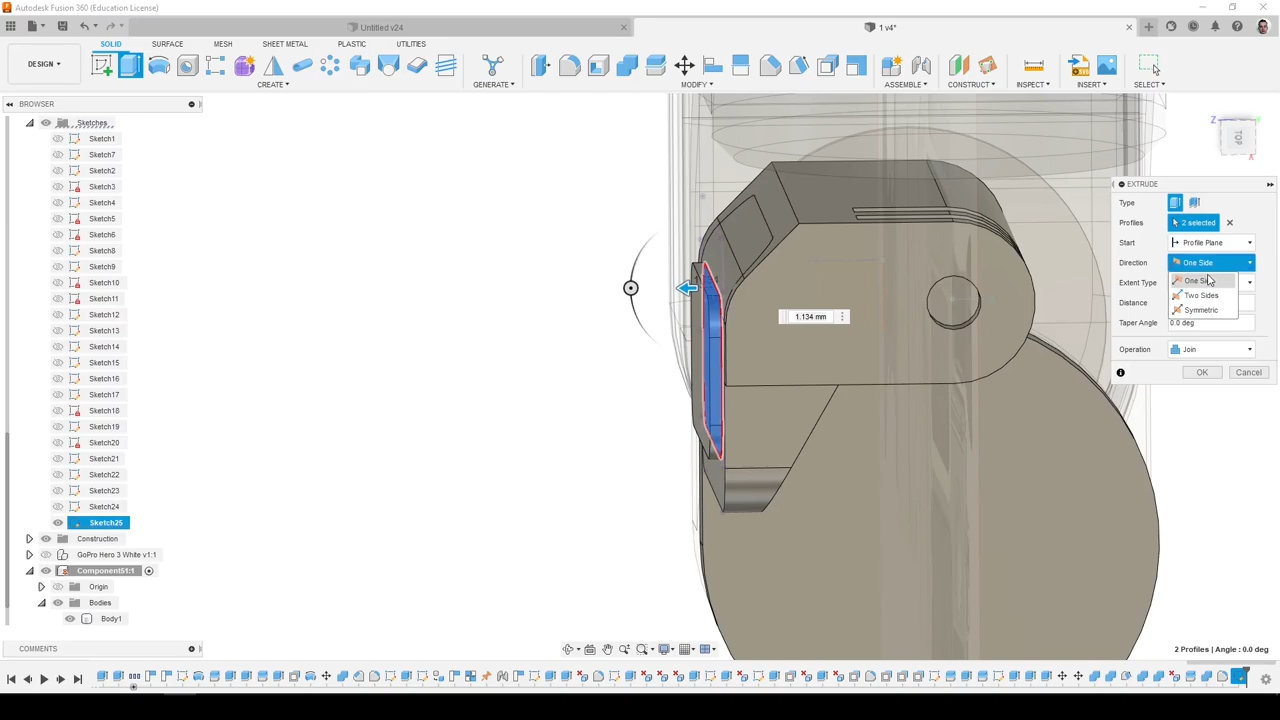 Autodesk Fusion 360 (Education License)
Untitled v24
1 v4*
SOLID SURFACE MESH SHEET METAL PLASTIC UTILITIES
DESIGN
CREATE GENERATE MODIFY ASSEMBLE CONSTRUCT INSPECT INSERT SELECT
BROWSER
Sketches
Sketch1
Sketch7
Sketch2
Sketch3
Sketch4
Sketch5
Sketch6
Sketch8
Sketch9
Sketch10
Sketch11
Sketch12
Sketch13
Sketch14
Sketch15
Sketch16
Sketch17
Sketch18
Sketch19
Sketch20
Sketch21
Sketch22
Sketch23
Sketch24
Sketch25
Construction
GoPro Hero 3 White v1:1
Component51:1
Origin
Bodies
Body1
COMMENTS
1.134 mm
Z
Y
TOP
X
EXTRUDE
Type
Profiles 2 selected
Start Profile Plane
Direction One Side
One Side
Two Sides
Symmetric
Extent Type
Distance
Taper Angle 0.0 deg
Operation Join
OK Cancel
2 Profiles | Angle : 0.0 deg